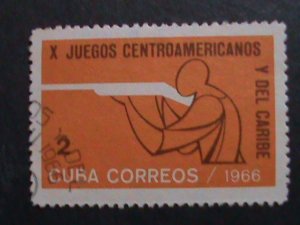 X JUEGOS CENTROAMERICANOS
Y DEL CARIBE
2
CUBA CORREOS / 1966